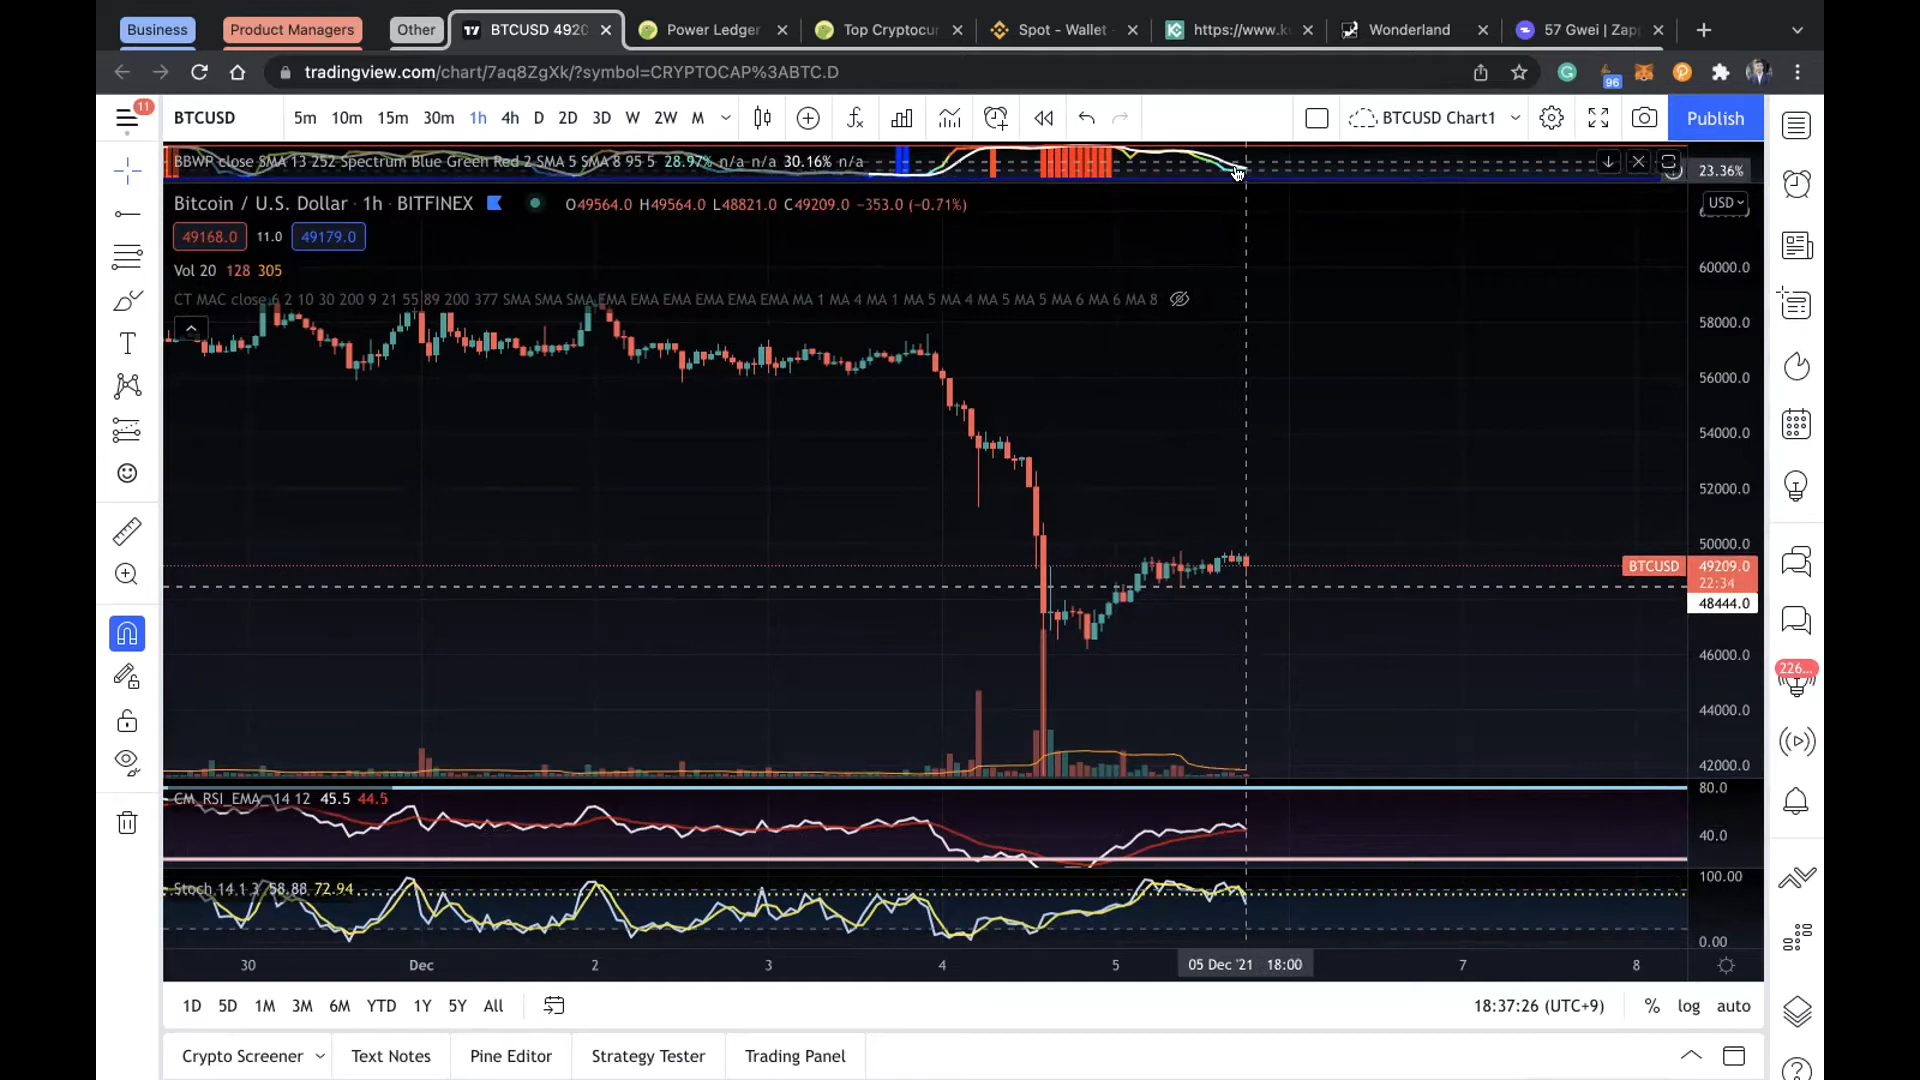 Business Product Managers Other BTCUSD 4920 Power Ledger Top Cryptocur Spot - Wallet - https://www.k Wonderland 57 Gwei | Zap
tradingview.com/chart/7aq8ZgXk/?symbol=CRYPTOCAP%3ABTC.D 96
11 BTCUSD 5m 10m 15m 30m 1h 4h D 2D 3D W 2W M BTCUSD Chart1 Publish
BBWP close SMA 13 252 Spectrum Blue Green Red 2 SMA 5 SMA 8 95 5 28.97% n/a n/a 30.16% n/a
23.36%
Bitcoin / U.S. Dollar · 1h · BITFINEX O49564.0 H49564.0 L48821.0 C49209.0 −353.0 (−0.71%)
USD
49168.0 11.0 49179.0
Vol 20 128 305
60000.0
CT MAC close 6 2 10 30 200 9 21 55 89 200 377 SMA SMA SMA EMA EMA EMA EMA EMA EMA MA 1 MA 4 MA 1 MA 5 MA 4 MA 5 MA 5 MA 6 MA 6 MA 8
58000.0
56000.0
54000.0
52000.0
50000.0
BTCUSD 49209.0
22:34
48444.0
46000.0
226...
44000.0
42000.0
CM_RSI_EMA_ 14 12 45.5 44.5
80.0
40.0
Stoch 14 1 3 58.88 72.94
100.00
0.00
30 Dec 2 3 4 5 05 Dec '21 18:00 7 8
1D 5D 1M 3M 6M YTD 1Y 5Y All 18:37:26 (UTC+9) % log auto
Crypto Screener Text Notes Pine Editor Strategy Tester Trading Panel